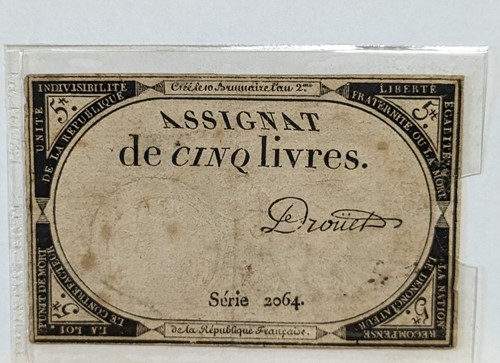 UNITÉ INDIVISIBILITÉ
DE LA RÉPUBLIQUE
Créé le 10 Brumaire l'an 2.me
LIBERTÉ ÉGALITÉ
FRATERNITÉ OU LA MORT
5#
5#
ASSIGNAT
de CINQ livres.
Drouet
Série 2064.
5#
5#
LA LOI PUNIT DE MORT
LE CONTREFACTEUR
de la République Française.
LA NATION RÉCOMPENSE
LE DÉNONCIATEUR